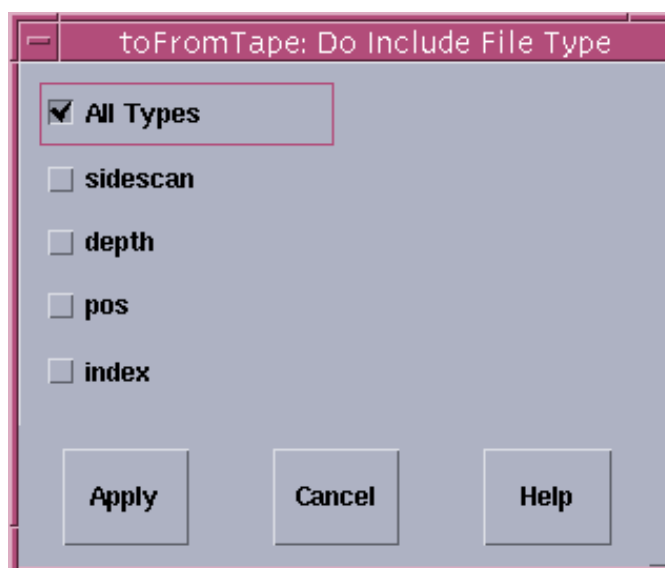 toFromTape: Do Include File Type
All Types
sidescan
depth
pos
index
Apply Cancel Help